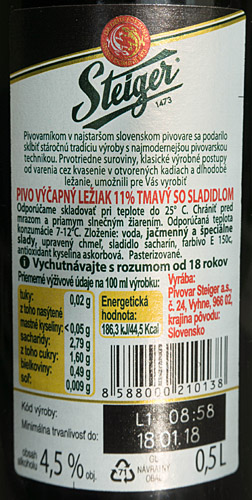 Steiger
1473
Pivovarníkom v najstaršom slovenskom pivovare sa podarilo
skĺbiť stáročnú tradíciu výroby s najmodernejšou pivovarskou
technikou. Prvotriedne suroviny, klasické výrobné postupy
od varenia cez kvasenie v otvorených kadiach a dlhodobé
ležanie, umožnili pre Vás vyrobiť
PIVO VÝČAPNÝ LEŽIAK 11% TMAVÝ SO SLADIDLOM
Odporúčame skladovať pri teplote do 25° C. Chrániť pred
mrazom a priamym slnečným žiarením. Odporúčaná teplota
konzumácie 7-12°C. Zloženie: voda, jačmenný a špeciálne
slady, upravený chmeľ, sladidlo sacharín, farbivo E 150c,
antioxidant kyselina askorbová. Pasterizované.
Vychutnávajte s rozumom od 18 rokov
Priemerné výživové údaje na 100 ml výrobku:
tuky: 0,02 g
z toho nasýtené
mastné kyseliny: <0,05 g
sacharidy: 2,79 g
z toho cukry: 1,60 g
bielkoviny: 0,49 g
soľ: 0,009 g
Energetická
hodnota:
186,3 kJ/44,5 Kcal
Výrába:
Pivovar Steiger a.s.,
č. 24, Vyhne, 966 02,
krajina pôvodu:
Slovensko
8 588000 210138
Kód výroby:
Minimálna trvanlivosť do:
L1 08:58
18.01.18
obsah
alkoholu 4,5 % obj.
GL
NÁVRATNÝ
OBAL
0,5L